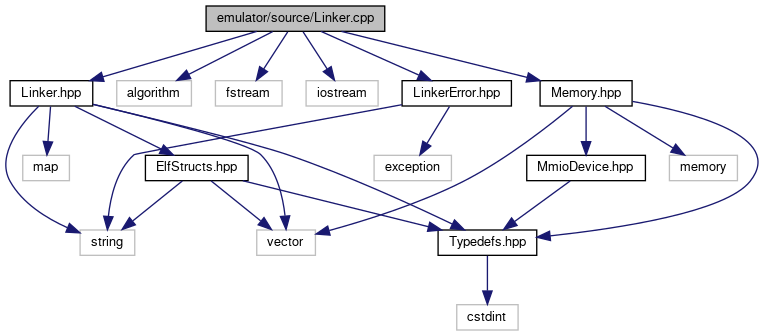 emulator/source/Linker.cpp
Linker.hpp
algorithm
fstream
iostream
LinkerError.hpp
Memory.hpp
map
ElfStructs.hpp
exception
MmioDevice.hpp
memory
string
vector
Typedefs.hpp
cstdint